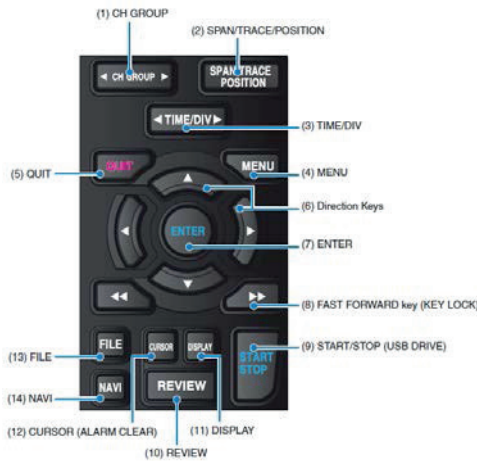 (1) CH GROUP
(2) SPAN/TRACE/POSITION
◄ CH GROUP ►
SPAN/TRACE
POSITION
◄TIME/DIV►
(3) TIME/DIV
QUIT
MENU
(5) QUIT
(4) MENU
(6) Direction Keys
ENTER
(7) ENTER
(8) FAST FORWARD key (KEY LOCK)
FILE
CURSOR
DISPLAY
START
STOP
(9) START/STOP (USB DRIVE)
(13) FILE
NAVI
REVIEW
(14) NAVI
(11) DISPLAY
(12) CURSOR (ALARM CLEAR)
(10) REVIEW